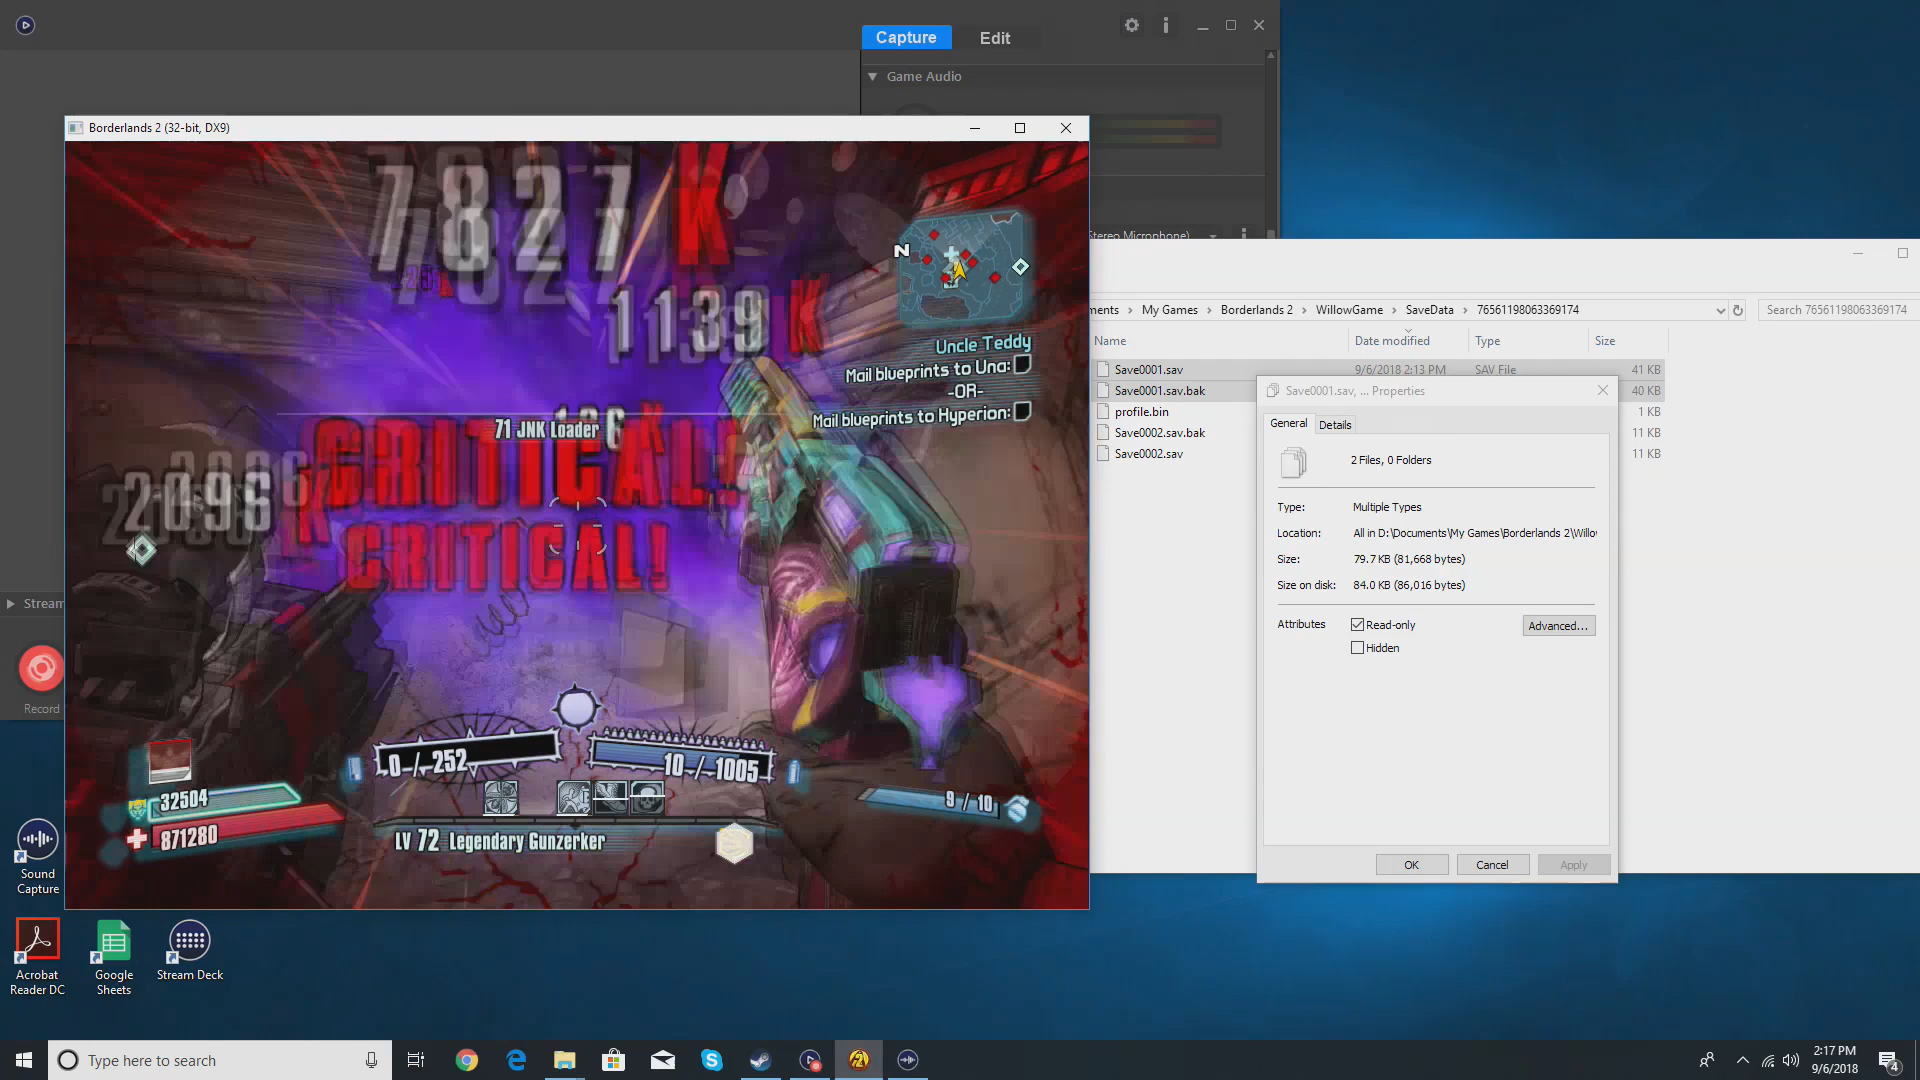 Capture
Edit
Game Audio
Borderlands 2 (32-bit, DX9)
7827 K
1139 K
N
Uncle Teddy
Mail blueprints to Una:
-OR-
Mail blueprints to Hyperion:
71 JNK Loader
CRITICAL!
CRITICAL!
2096 K
0 / 252
10 / 1005
9 / 10
32504
871280
LV 72 Legendary Gunzerker
Stream
Record
Stereo Microphone)
ments > My Games > Borderlands 2 > WillowGame > SaveData > 76561198063369174
Search 76561198063369174
Name Date modified Type Size
Save0001.sav 9/6/2018 2:13 PM SAV File 41 KB
Save0001.sav.bak 40 KB
profile.bin 1 KB
Save0002.sav.bak 11 KB
Save0002.sav 11 KB
Save0001.sav, ... Properties
General Details
2 Files, 0 Folders
Type: Multiple Types
Location: All in D:\Documents\My Games\Borderlands 2\Willo
Size: 79.7 KB (81,668 bytes)
Size on disk: 84.0 KB (86,016 bytes)
Attributes Read-only Advanced...
Hidden
OK Cancel Apply
Sound
Capture
Acrobat
Reader DC
Google
Sheets
Stream Deck
Type here to search
2:17 PM
9/6/2018
4